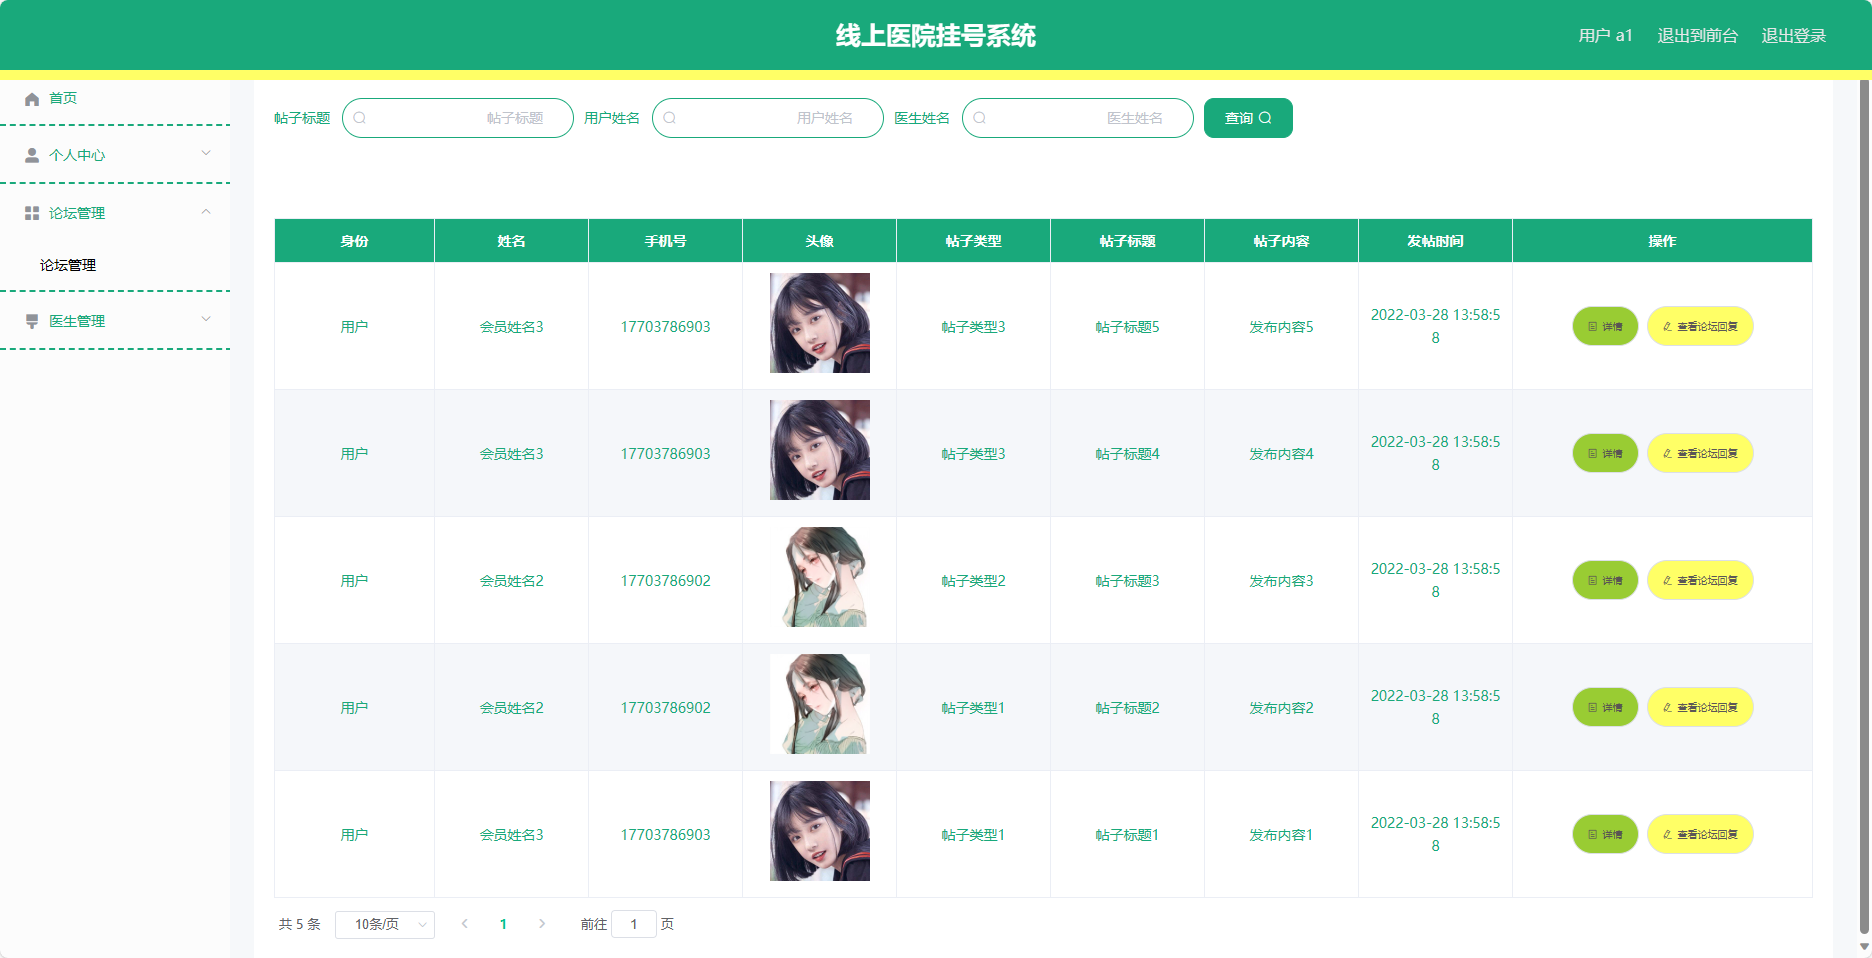 线上医院挂号系统
用户 a1 退出到前台 退出登录
首页
个人中心
论坛管理
论坛管理
医生管理
帖子标题 帖子标题 用户姓名 用户姓名 医生姓名 医生姓名 查询
身份 姓名 手机号 头像 帖子类型 帖子标题 帖子内容 发帖时间 操作
用户 会员姓名3 17703786903 帖子类型3 帖子标题5 发布内容5 2022-03-28 13:58:5
8 详情 查看论坛回复
用户 会员姓名3 17703786903 帖子类型3 帖子标题4 发布内容4 2022-03-28 13:58:5
8 详情 查看论坛回复
用户 会员姓名2 17703786902 帖子类型2 帖子标题3 发布内容3 2022-03-28 13:58:5
8 详情 查看论坛回复
用户 会员姓名2 17703786902 帖子类型1 帖子标题2 发布内容2 2022-03-28 13:58:5
8 详情 查看论坛回复
用户 会员姓名3 17703786903 帖子类型1 帖子标题1 发布内容1 2022-03-28 13:58:5
8 详情 查看论坛回复
共 5 条 10条/页 1 前往 1 页